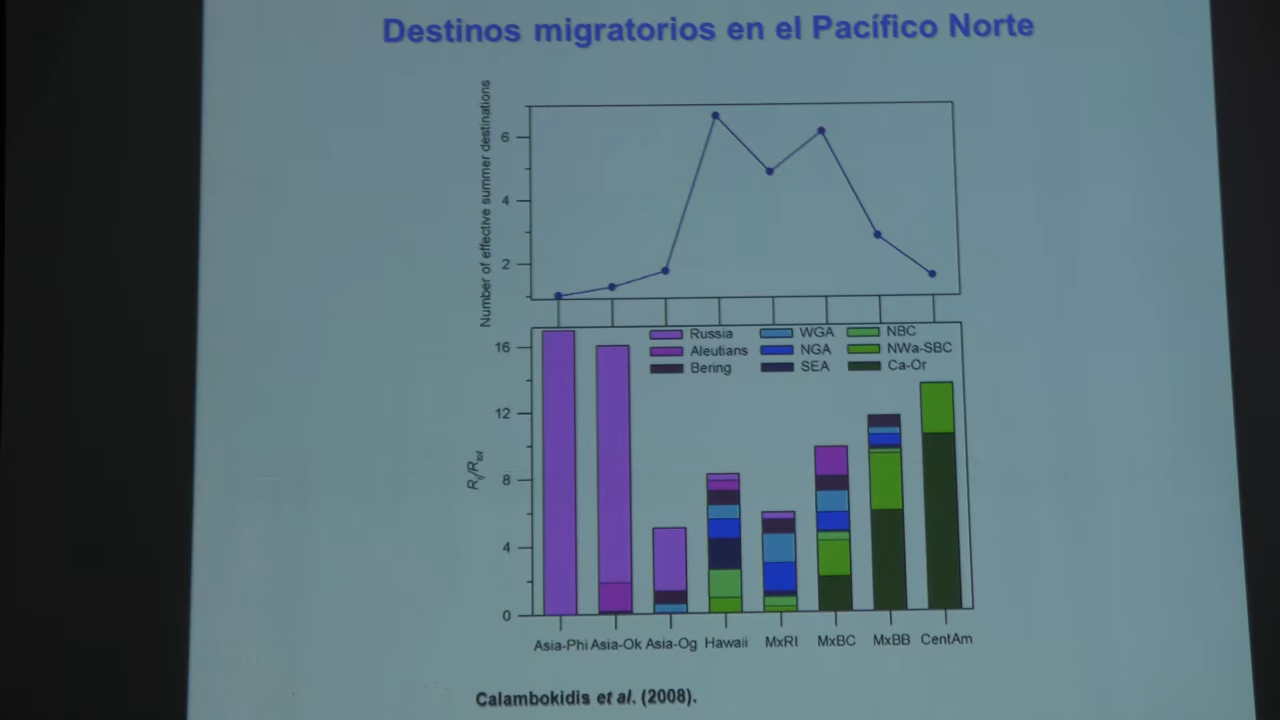 Destinos migratorios en el Pacífico Norte
Number of effective summer destinations
6
4
2
Russia
Aleutians
Bering
WGA
NGA
SEA
NBC
NWa-SBC
Ca-Or
Rij/Rtot
16
12
8
4
0
Asia-Phi Asia-Ok Asia-Og Hawaii MxRI MxBC MxBB CentAm
Calambokidis et al. (2008).